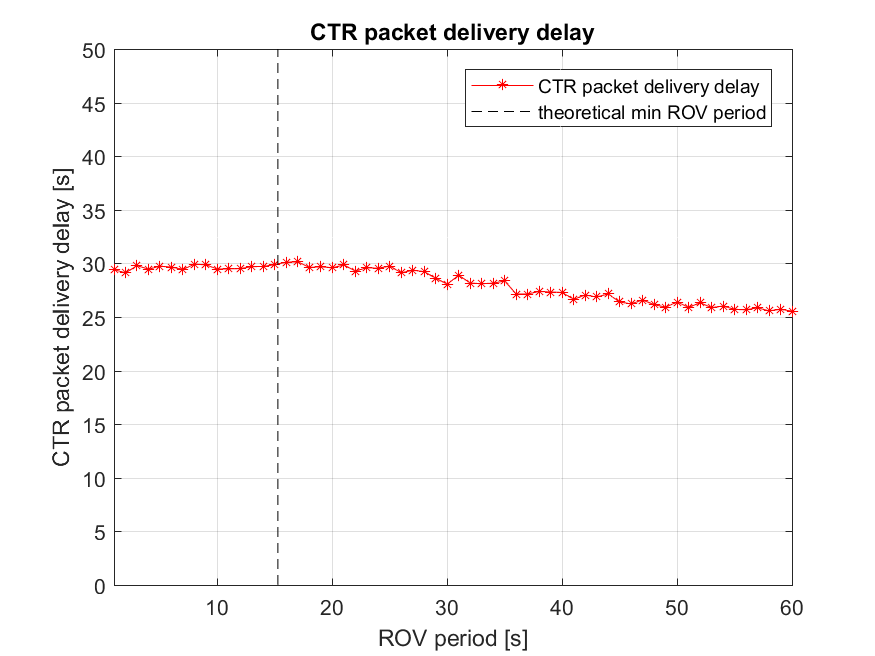 CTR packet delivery delay
50
45
40
35
30
25
20
15
10
5
0
CTR packet delivery delay [s]
CTR packet delivery delay
theoretical min ROV period
10 20 30 40 50 60
ROV period [s]